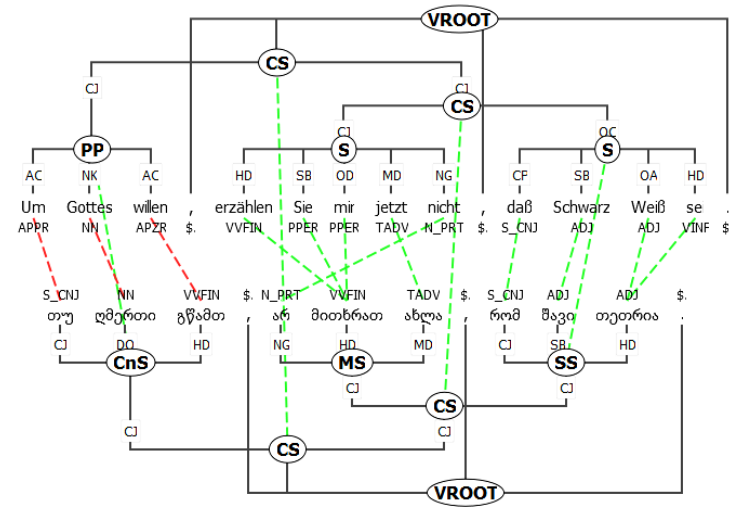 VROOT
CS
CJ CJ
CS
CJ OC
PP S S
AC NK AC HD SB OD MD NG CF SB OA HD
Um Gottes willen , erzählen Sie mir jetzt nicht , daß Schwarz Weiß se .
APPR NN APZR $. VVFIN PPER PPER TADV N_PRT $. S_CNJ ADJ ADJ VINF $
S_CNJ NN VVFIN $. N_PRT VVFIN TADV $. S_CNJ ADJ ADJ $.
თუ ღმერთი გწამთ , არ მითხრათ ახლა , რომ შავი თეთრია .
CJ DO HD NG HD MD CJ SB HD
CnS MS SS
CJ CJ
CS
CJ CJ
CS
VROOT